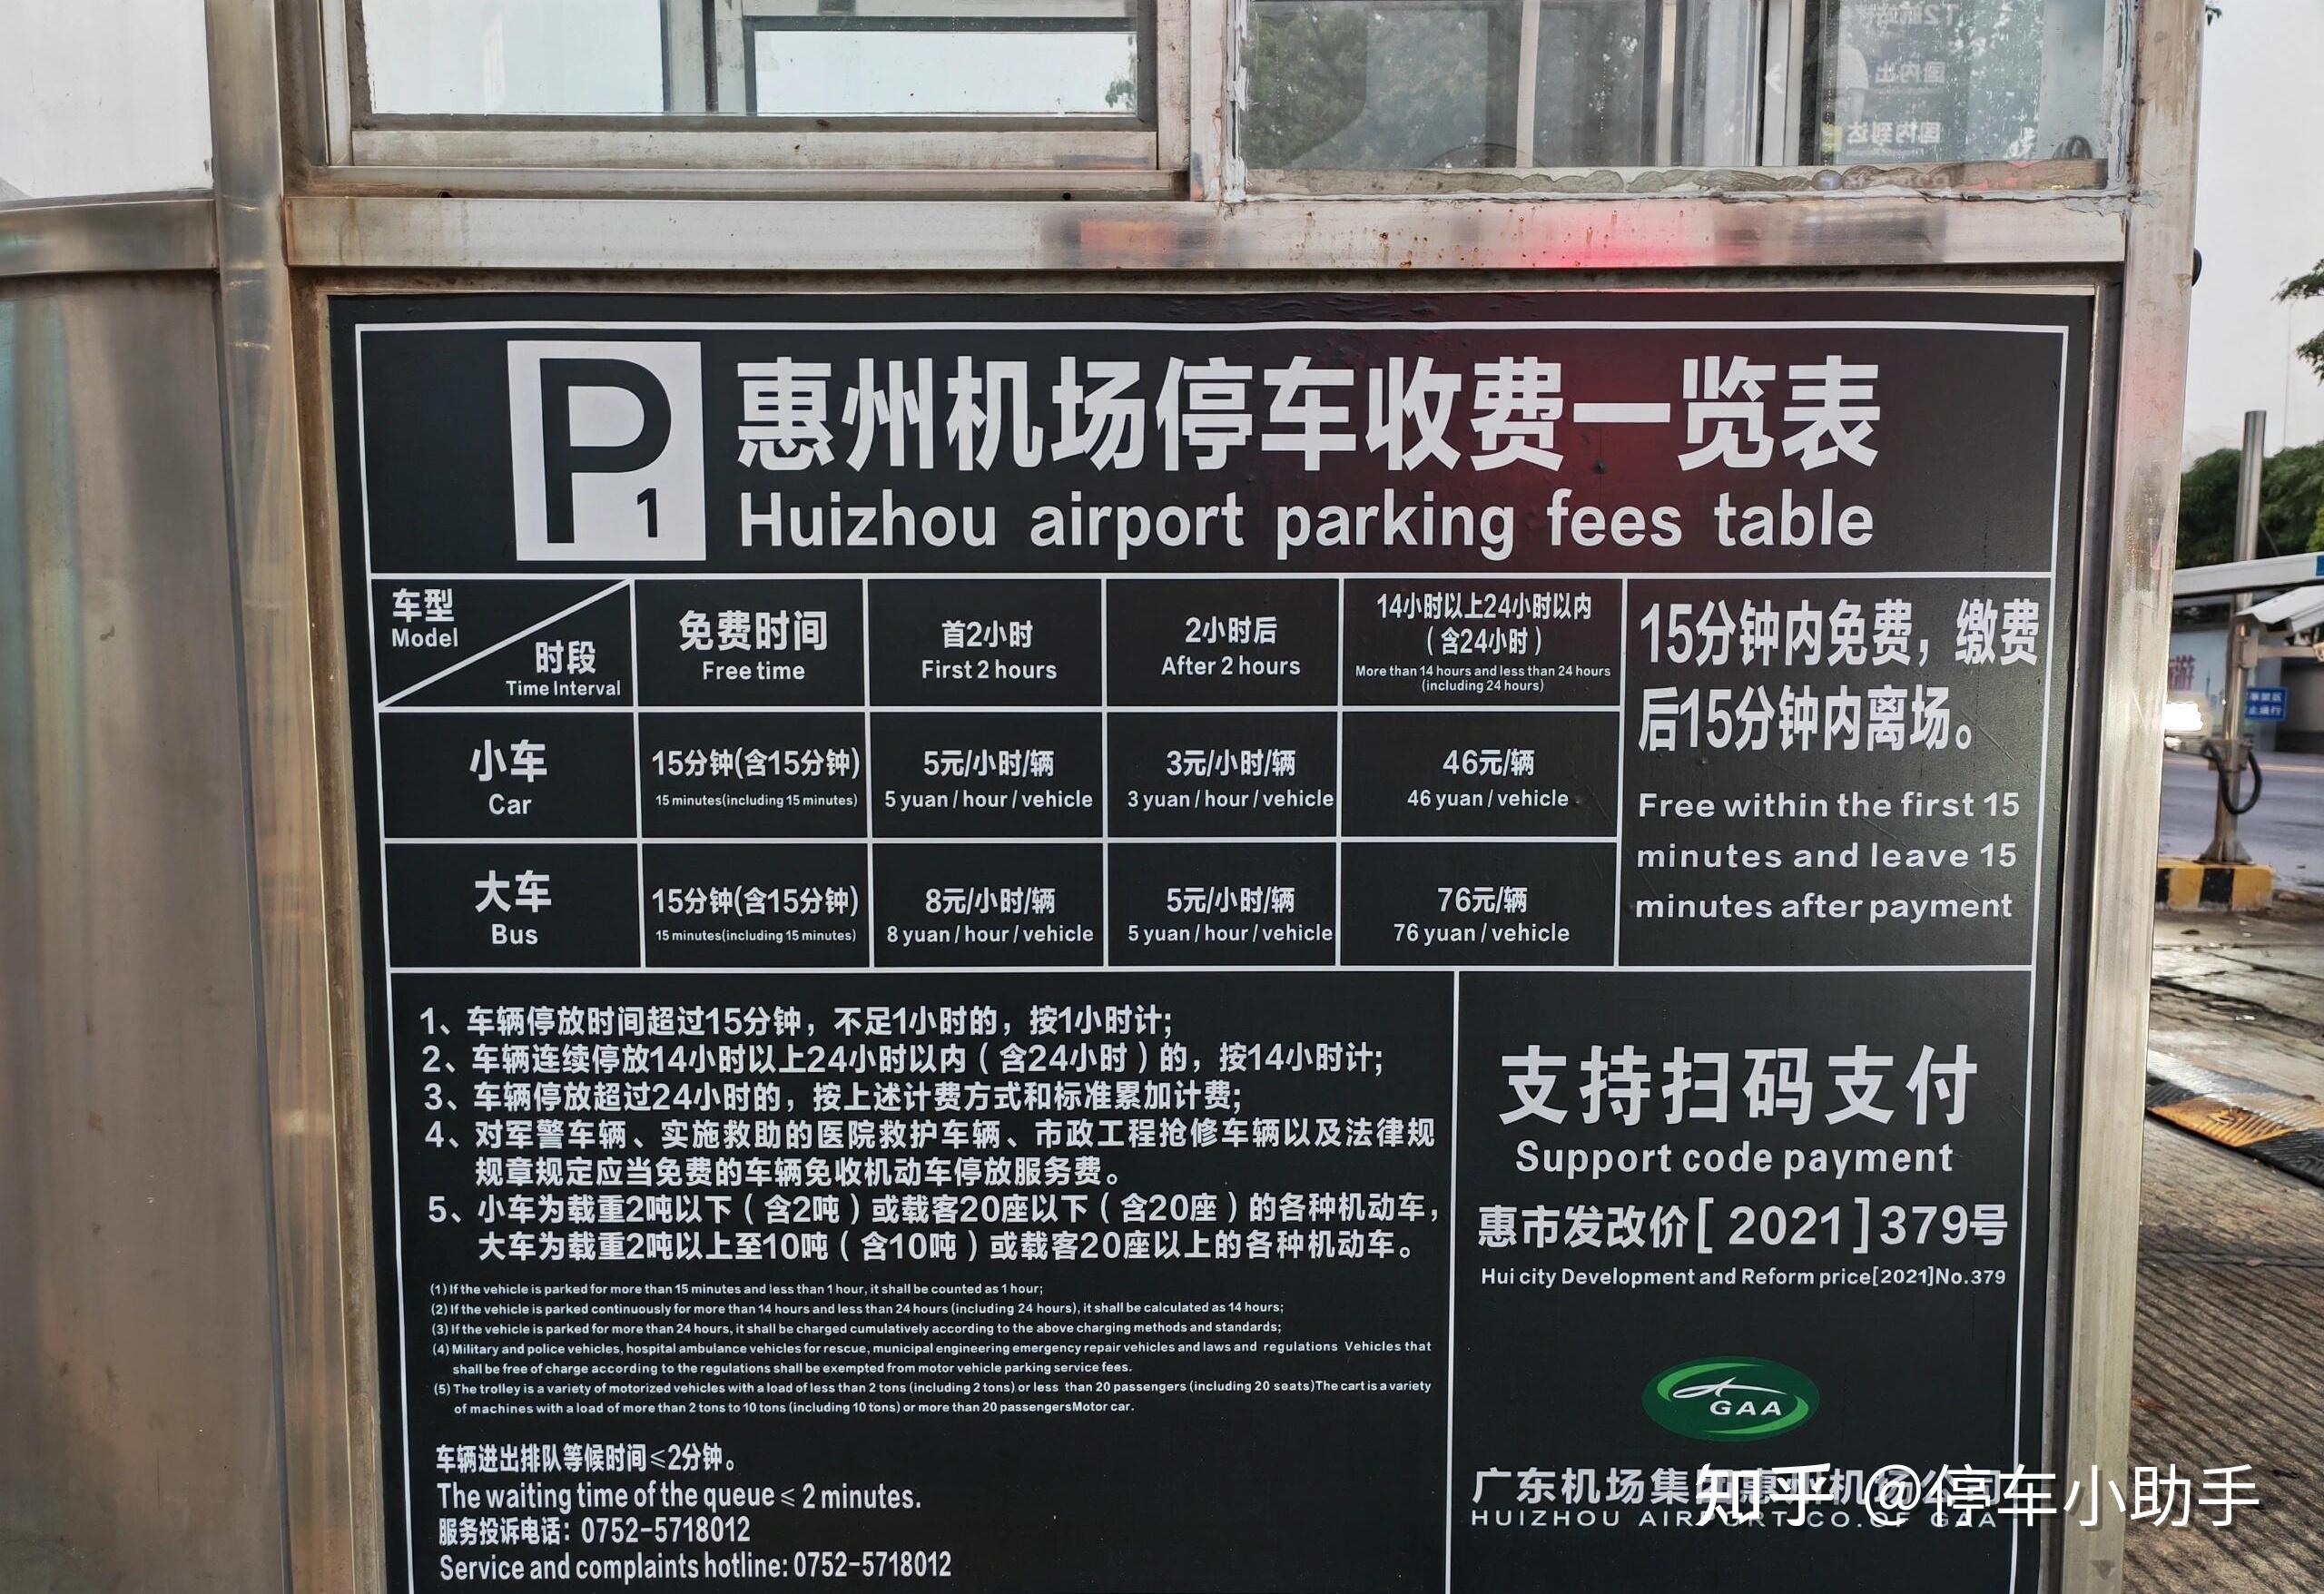 P1
惠州机场停车收费一览表
Huizhou airport parking fees table
车型
Model
时段
Time Interval
免费时间
Free time
首2小时
First 2 hours
2小时后
After 2 hours
14小时以上24小时以内
(含24小时)
More than 14 hours and less than 24 hours
(including 24 hours)
小车
Car
15分钟(含15分钟)
15 minutes(including 15 minutes)
5元/小时/辆
5 yuan / hour / vehicle
3元/小时/辆
3 yuan / hour / vehicle
46元/辆
46 yuan / vehicle
大车
Bus
15分钟(含15分钟)
15 minutes(including 15 minutes)
8元/小时/辆
8 yuan / hour / vehicle
5元/小时/辆
5 yuan / hour / vehicle
76元/辆
76 yuan / vehicle
15分钟内免费，缴费
后15分钟内离场。
Free within the first 15
minutes and leave 15
minutes after payment
1、车辆停放时间超过15分钟，不足1小时的，按1小时计;
2、车辆连续停放14小时以上24小时以内（含24小时）的，按14小时计;
3、车辆停放超过24小时的，按上述计费方式和标准累加计费;
4、对军警车辆、实施救助的医院救护车辆、市政工程抢修车辆以及法律规
规章规定应当免费的车辆免收机动车停放服务费。
5、小车为载重2吨以下（含2吨）或载客20座以下（含20座）的各种机动车，
大车为载重2吨以上至10吨（含10吨）或载客20座以上的各种机动车。
(1) If the vehicle is parked for more than 15 minutes and less than 1 hour, it shall be counted as 1 hour;
(2) If the vehicle is parked continuously for more than 14 hours and less than 24 hours (including 24 hours), it shall be calculated as 14 hours;
(3) If the vehicle is parked for more than 24 hours, it shall be charged cumulatively according to the above charging methods and standards;
(4) Military and police vehicles, hospital ambulance vehicles for rescue, municipal engineering emergency repair vehicles and laws and regulations Vehicles that
shall be free of charge according to the regulations shall be exempted from motor vehicle parking service fees.
(5) The trolley is a variety of motorized vehicles with a load of less than 2 tons (including 2 tons) or less than 20 passengers (including 20 seats)The cart is a variety
of machines with a load of more than 2 tons to 10 tons (including 10 tons) or more than 20 passengersMotor car.
车辆进出排队等候时间≤2分钟。
The waiting time of the queue ≤ 2 minutes.
服务投诉电话：0752-5718012
Service and complaints hotline: 0752-5718012
支持扫码支付
Support code payment
惠市发改价[2021]379号
Hui city Development and Reform price[2021]No.379
GAA
广东机场集团惠州机场公司
HUIZHOU AIRPORT CO.OF GAA
知乎 @停车小助手